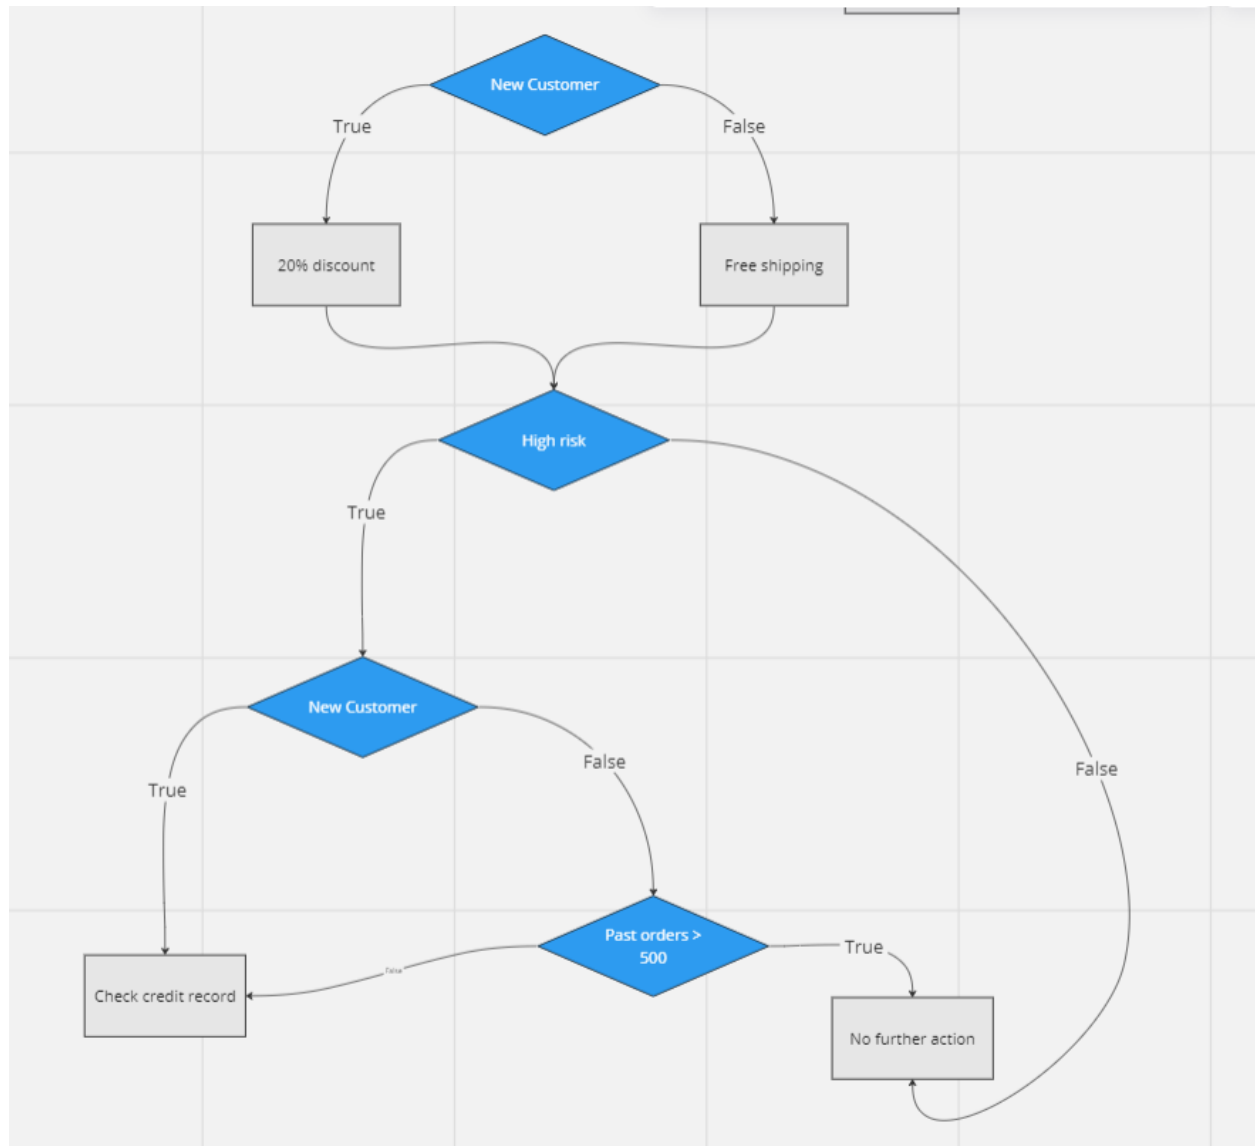 New Customer
True
False
20% discount
Free shipping
High risk
True
New Customer
False
False
True
Past orders >
500
False
True
Check credit record
No further action